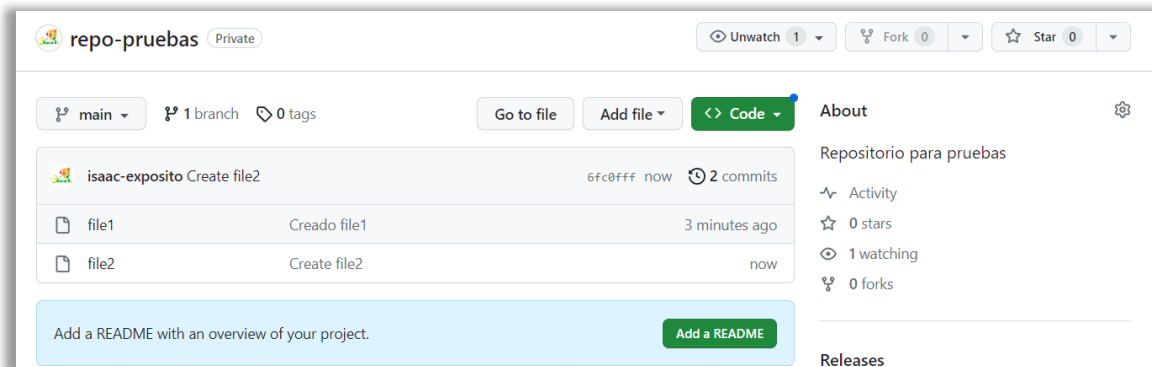 repo-pruebas Private Unwatch 1 Fork 0 Star 0
main 1 branch 0 tags Go to file Add file <> Code
isaac-exposito Create file2 6fc0fff now 2 commits
file1 Creado file1 3 minutes ago
file2 Create file2 now
Add a README with an overview of your project. Add a README
About
Repositorio para pruebas
Activity
0 stars
1 watching
0 forks
Releases